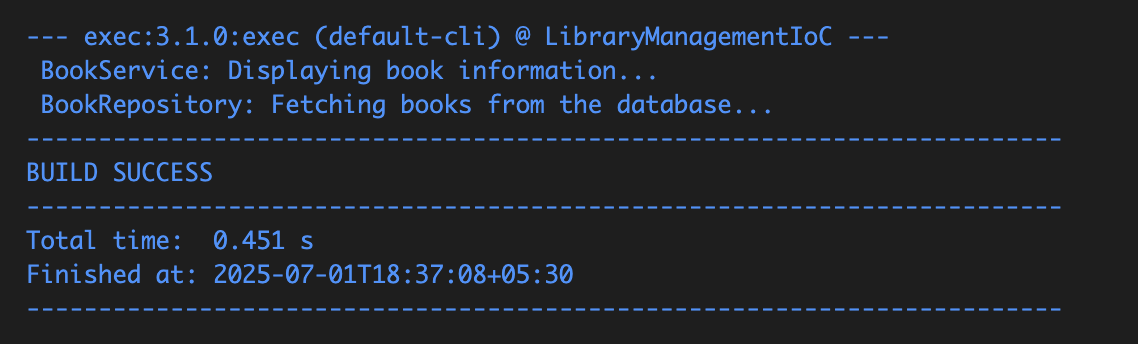 --- exec:3.1.0:exec (default-cli) @ LibraryManagementIoC ---
BookService: Displaying book information...
BookRepository: Fetching books from the database...
------------------------------------------------------------------------
BUILD SUCCESS
------------------------------------------------------------------------
Total time:  0.451 s
Finished at: 2025-07-01T18:37:08+05:30
------------------------------------------------------------------------